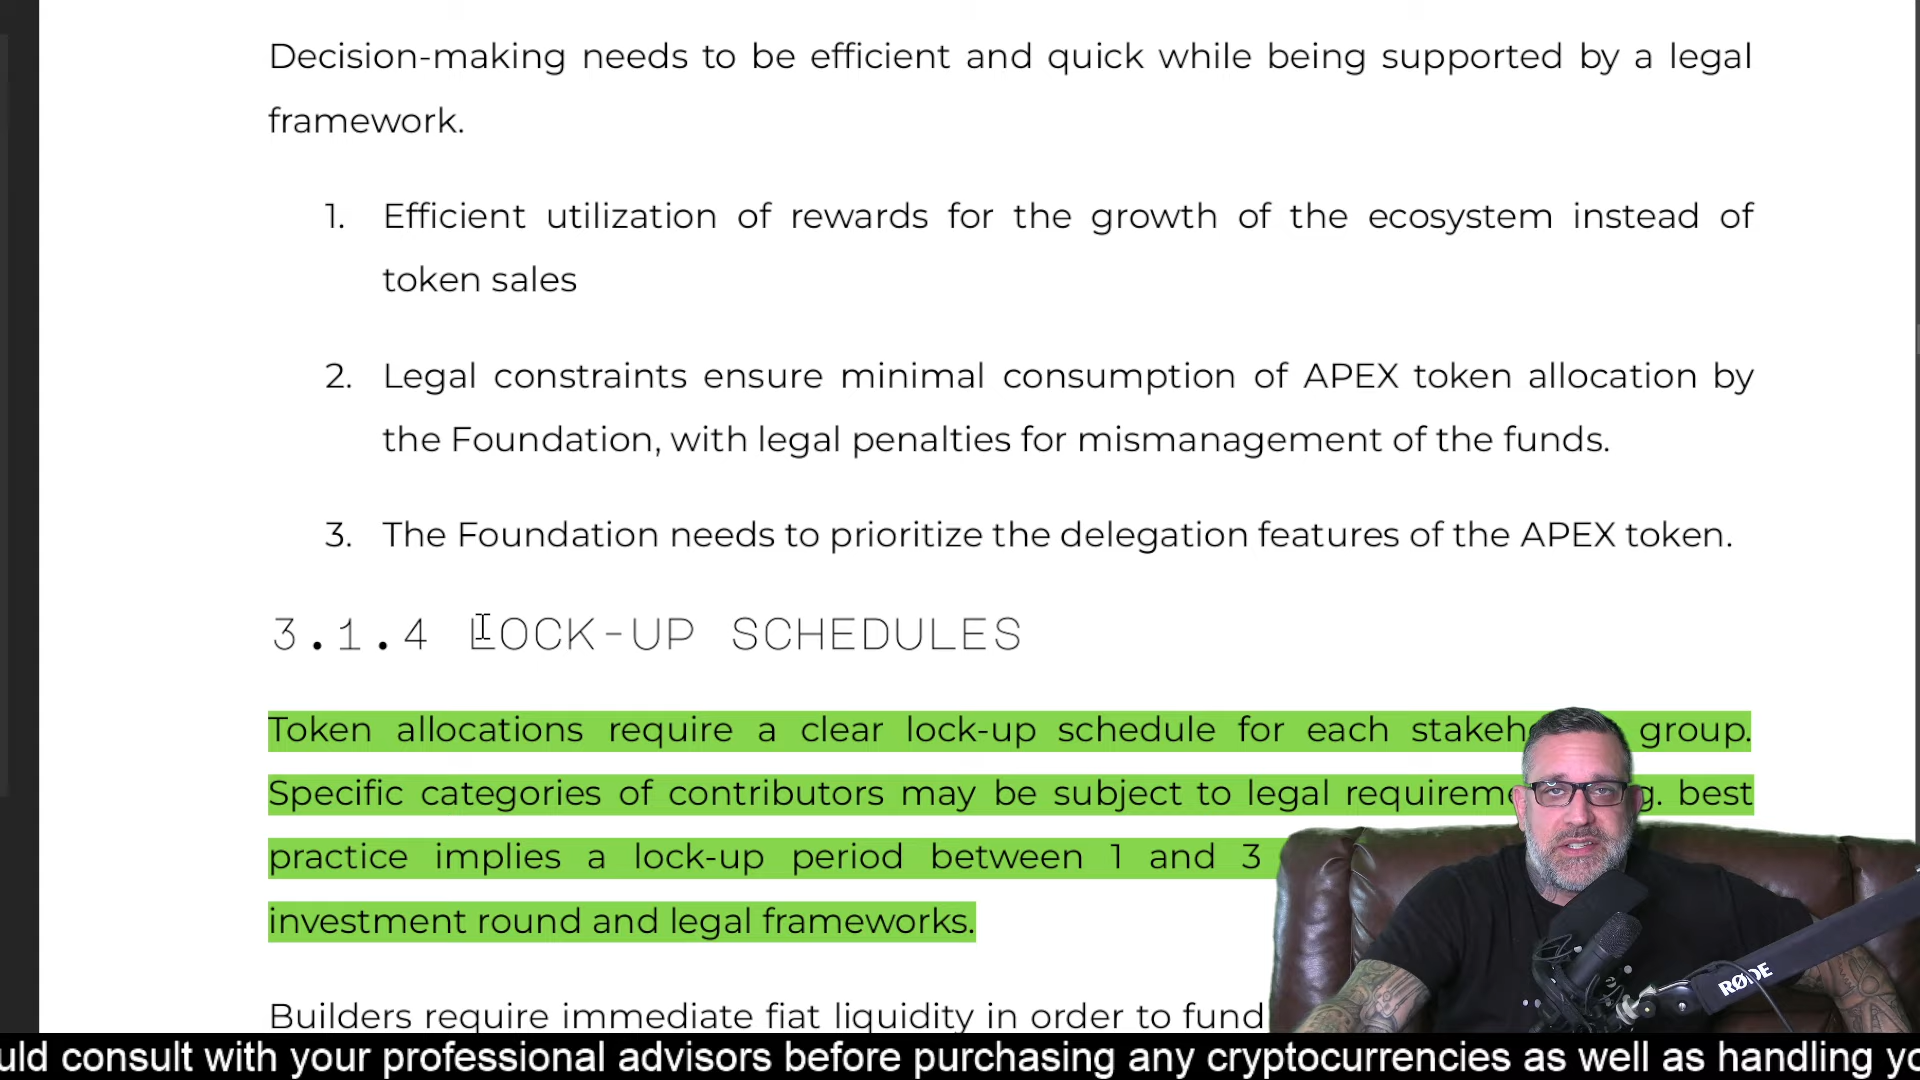 Decision-making needs to be efficient and quick while being supported by a legal
framework.
1. Efficient utilization of rewards for the growth of the ecosystem instead of
token sales
2. Legal constraints ensure minimal consumption of APEX token allocation by
the Foundation, with legal penalties for mismanagement of the funds.
3. The Foundation needs to prioritize the delegation features of the APEX token.
3.1.4 LOCK-UP SCHEDULES
Token allocations require a clear lock-up schedule for each group.
Specific categories of contributors may be subject to legal best
practice implies a lock-up period between 1 and 3
investment round and legal frameworks.
Builders require immediate fiat liquidity in order to fund
RØDE
consult with your professional advisors before purchasing any cryptocurrencies as well as handling